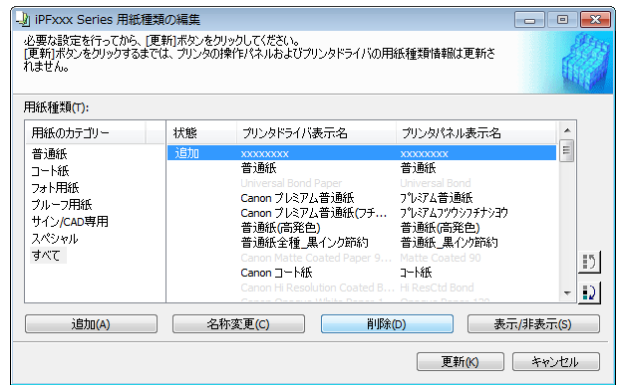 iPFxxx Series 用紙種類の編集
必要な設定を行ってから、[更新]ボタンをクリックしてください。
[更新]ボタンをクリックするまでは、プリンタの操作パネルおよびプリンタドライバの用紙種類情報は更新さ
れません。
用紙種類(T):
用紙のカテゴリー 状態 プリンタドライバ表示名 プリンタパネル表示名
普通紙
コート紙
フォト用紙
プルーフ用紙
サイン/CAD専用
スペシャル
すべて
追加 xxxxxxxx xxxxxxxx
普通紙 普通紙
Universal Bond Paper Universal Bond
Canon プレミアム普通紙 プレミアム普通紙
Canon プレミアム普通紙(フチ... プレミアムフツウシフチナシヨウ
普通紙(高発色) 普通紙(高発色)
普通紙全種_黒インク節約 普通紙_黒インク節約
Canon Matte Coated Paper 9... Matte Coated 90
Canon コート紙 コート紙
Canon Hi Resolution Coated B... Hi ResCtd Bond
追加(A) 名称変更(C) 削除(D) 表示/非表示(S)
更新(K) キャンセル